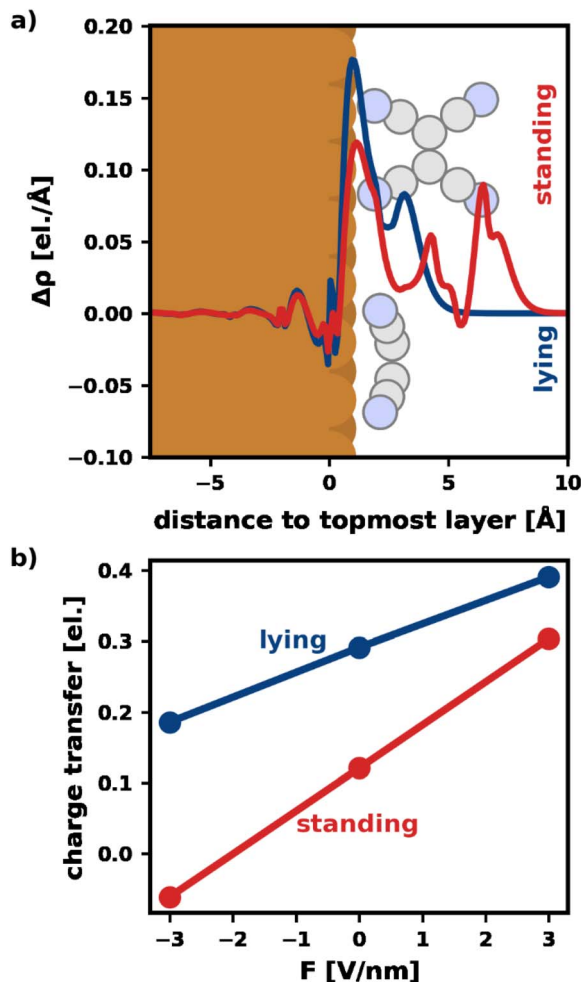 a)
0.20
0.15
0.10
0.05
0.00
−0.05
−0.10
Δρ [el./Å]
standing
lying
−5 0 5 10
distance to topmost layer [Å]
b)
0.4
0.3
0.2
0.1
0.0
charge transfer [el.]
lying
standing
−3 −2 −1 0 1 2 3
F [V/nm]